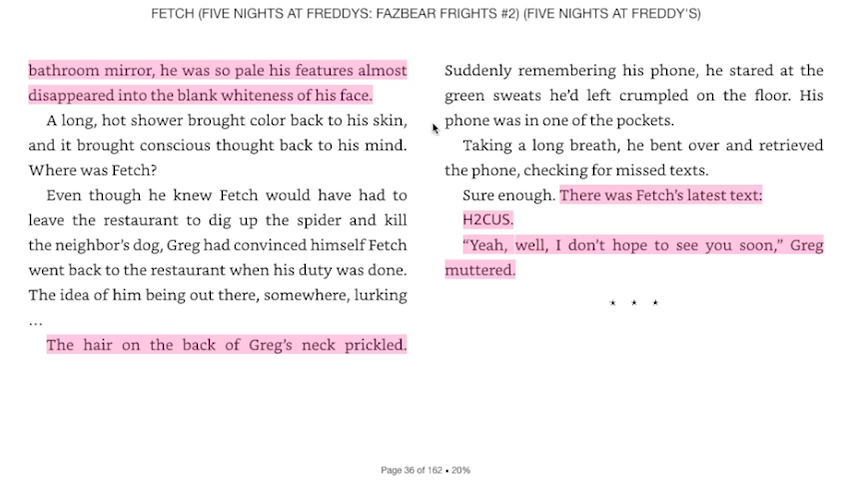 FETCH (FIVE NIGHTS AT FREDDYS: FAZBEAR FRIGHTS #2) (FIVE NIGHTS AT FREDDY'S)
bathroom mirror, he was so pale his features almost
disappeared into the blank whiteness of his face.
A long, hot shower brought color back to his skin,
and it brought conscious thought back to his mind.
Where was Fetch?
Even though he knew Fetch would have had to
leave the restaurant to dig up the spider and kill
the neighbor’s dog, Greg had convinced himself Fetch
went back to the restaurant when his duty was done.
The idea of him being out there, somewhere, lurking
…
The hair on the back of Greg’s neck prickled.
Suddenly remembering his phone, he stared at the
green sweats he’d left crumpled on the floor. His
phone was in one of the pockets.
Taking a long breath, he bent over and retrieved
the phone, checking for missed texts.
Sure enough. There was Fetch’s latest text:
H2CUS.
“Yeah, well, I don’t hope to see you soon,” Greg
muttered.
* * *
Page 36 of 162 • 20%